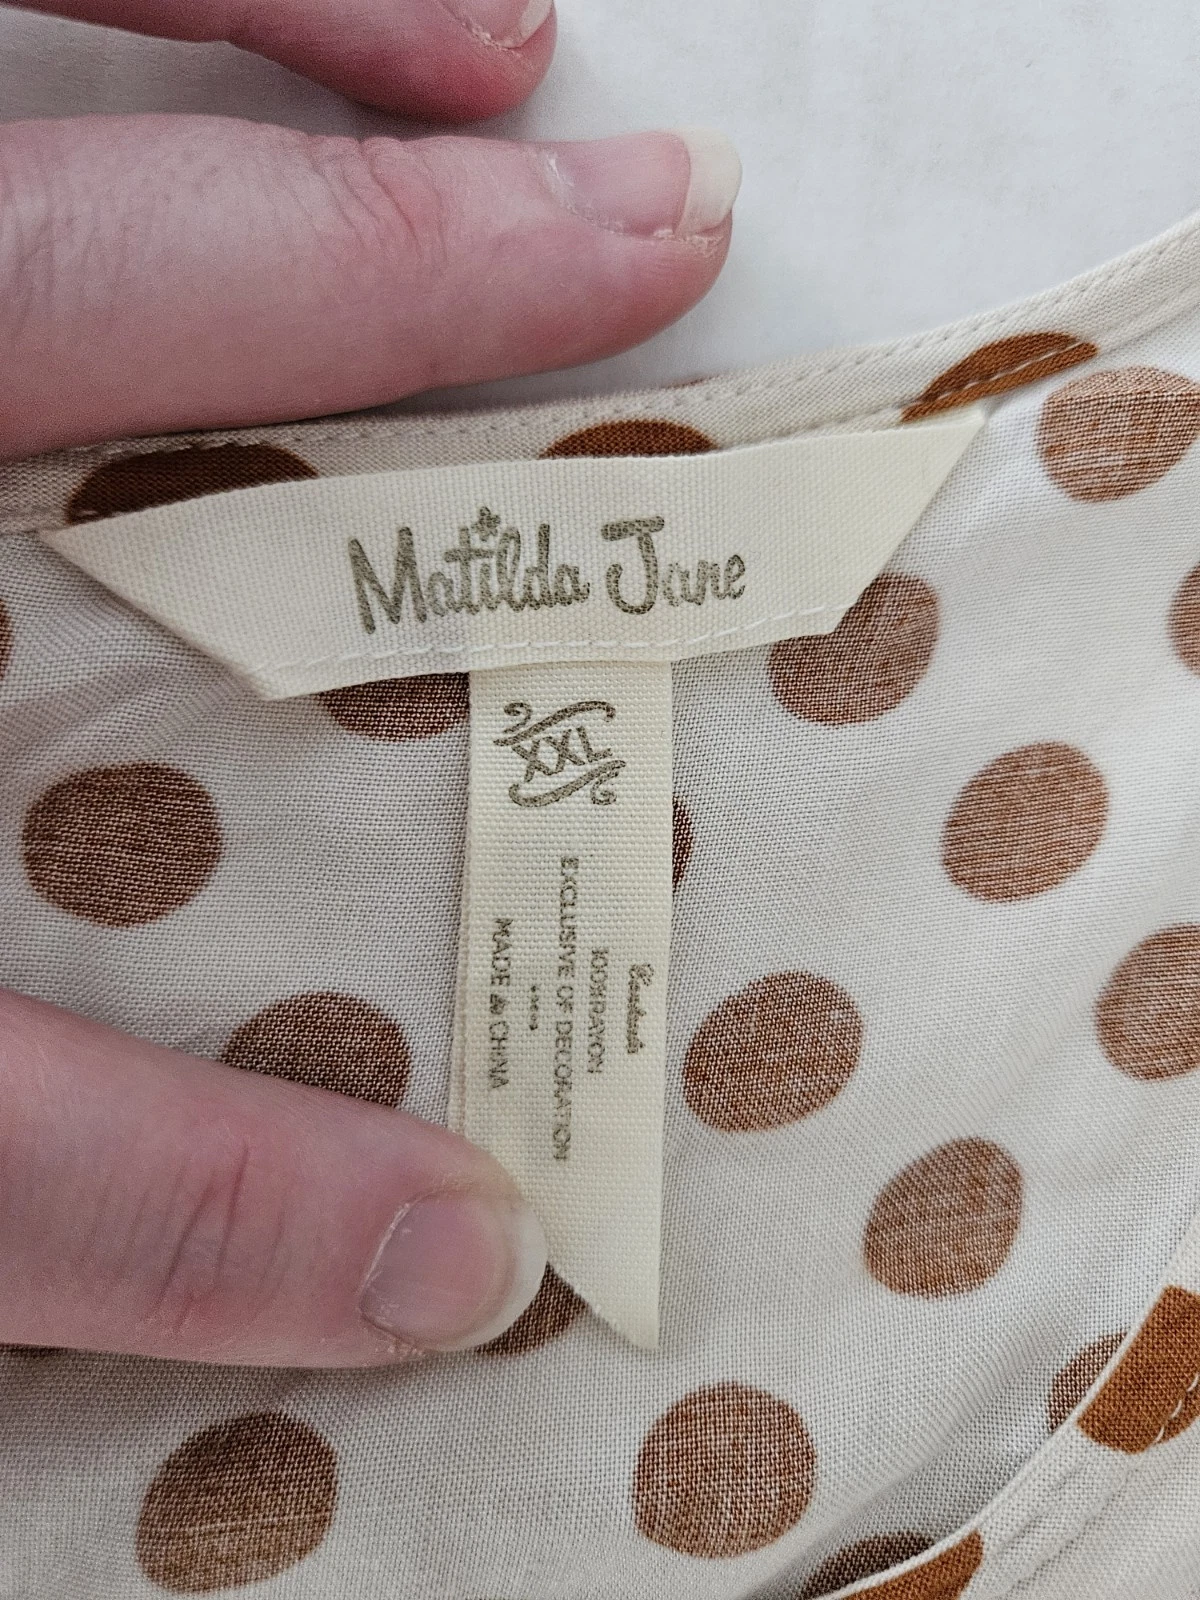 Matilda Jane
XXL
100% RAYON
EXCLUSIVE OF DECORATION
MADE IN CHINA